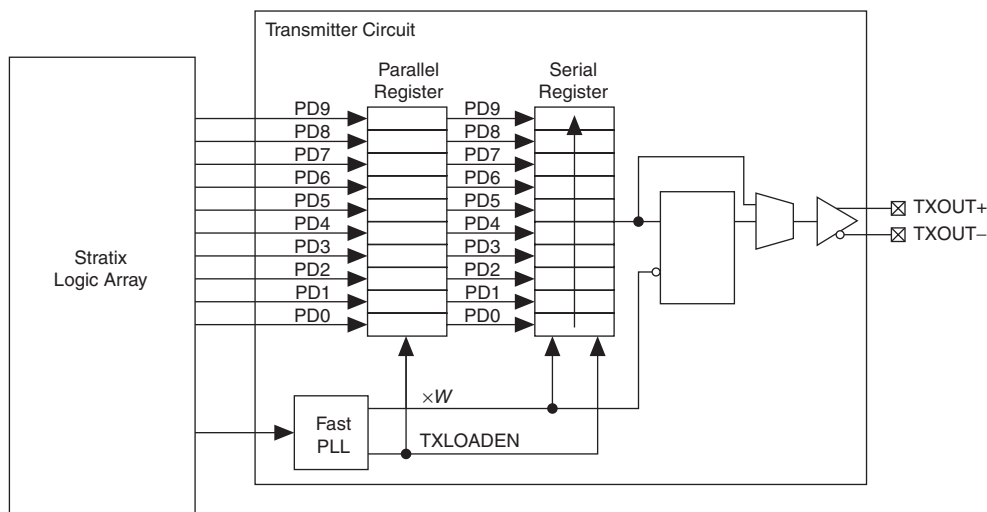 Transmitter Circuit
Parallel
Register
Serial
Register
PD9
PD9
PD8
PD8
PD7
PD7
PD6
PD6
PD5
PD5
PD4
PD4
PD3
PD3
PD2
PD2
PD1
PD1
PD0
PD0
Stratix
Logic Array
TXOUT+
TXOUT−
×W
Fast
PLL
TXLOADEN